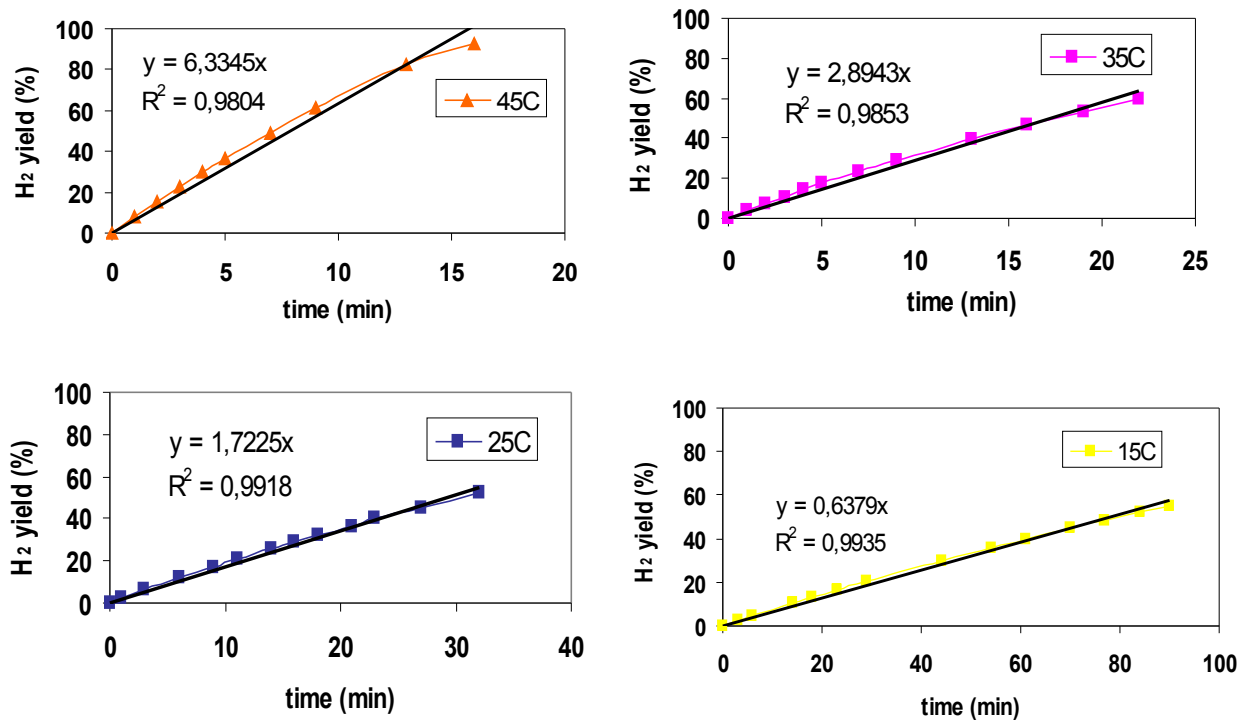 100
80
60
40
20
0
H2 yield (%)
y = 6,3345x
R² = 0,9804
45C
0 5 10 15 20
time (min)
100
80
60
40
20
0
H2 yield (%)
y = 2,8943x
R² = 0,9853
35C
0 5 10 15 20 25
time (min)
100
80
60
40
20
0
H2 yield (%)
y = 1,7225x
R² = 0,9918
25C
0 10 20 30 40
time (min)
100
80
60
40
20
0
H2 yield (%)
y = 0,6379x
R² = 0,9935
15C
0 20 40 60 80 100
time (min)